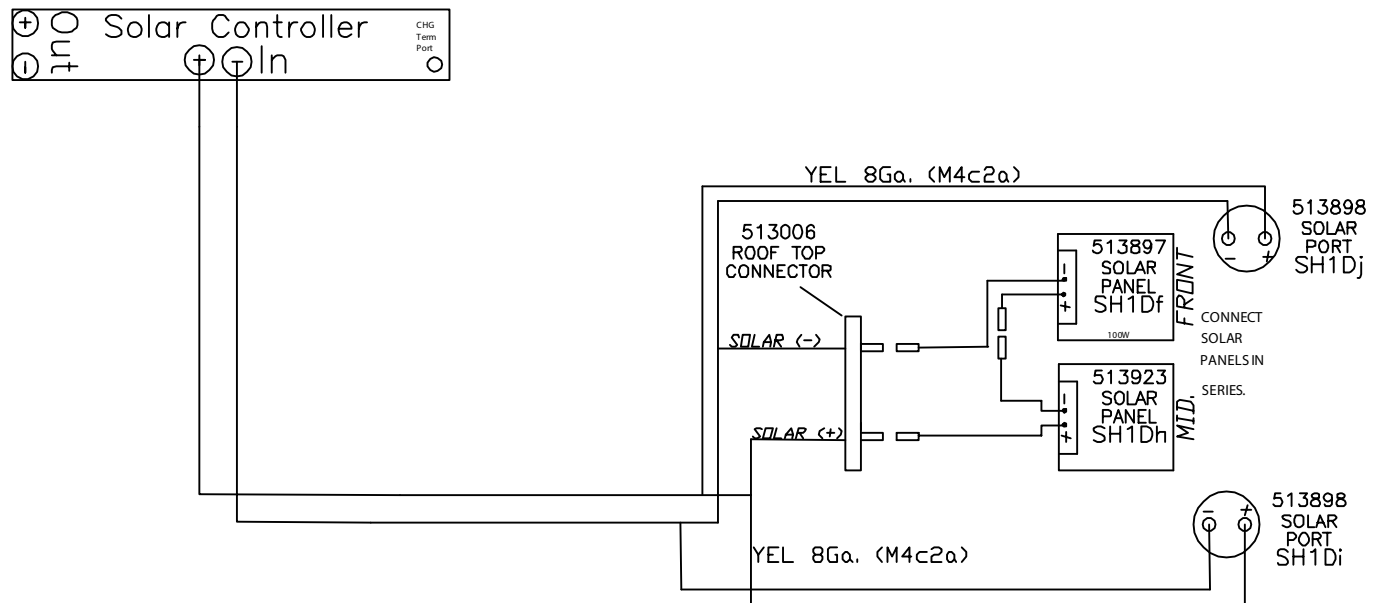 +
-
Out
Solar Controller
+
-
In
CHG
Term
Port
YEL 8Ga. (M4c2a)
-
+
513898
SOLAR
PORT
SH1Dj
513006
ROOF TOP
CONNECTOR
SOLAR (-)
SOLAR (+)
-
+
513897
SOLAR
PANEL
SH1Df
100W
FRONT
CONNECT
SOLAR
PANELS IN
SERIES.
-
+
513923
SOLAR
PANEL
SH1Dh
MID.
-
+
513898
SOLAR
PORT
SH1Di
YEL 8Ga. (M4c2a)